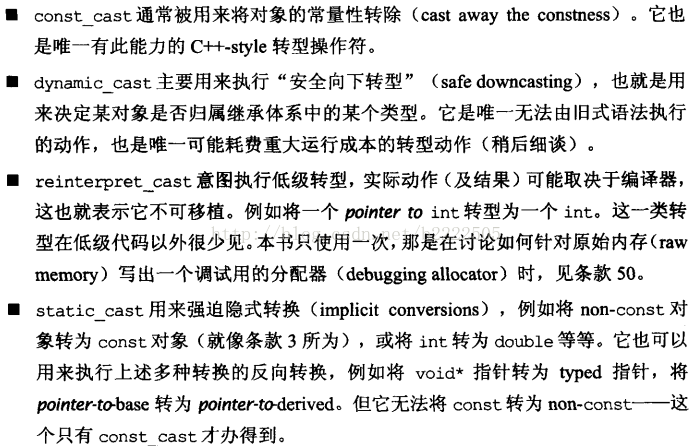 ■ const_cast 通常被用来将对象的常量性转除（cast away the constness）。它也
是唯一有此能力的 C++-style 转型操作符。
■ dynamic_cast 主要用来执行“安全向下转型”（safe downcasting），也就是用
来决定某对象是否归属继承体系中的某个类型。它是唯一无法由旧式语法执行
的动作，也是唯一可能耗费重大运行成本的转型动作（稍后细谈）。
■ reinterpret_cast 意图执行低级转型，实际动作（及结果）可能取决于编译器，
这也就表示它不可移植。例如将一个 pointer to int 转型为一个 int。这一类转
型在低级代码以外很少见。本书只使用一次，那是在讨论如何针对原始内存（raw
memory）写出一个调试用的分配器（debugging allocator）时，见条款 50。
■ static_cast 用来强迫隐式转换（implicit conversions），例如将 non-const 对
象转为 const 对象（就像条款 3 所为），或将 int 转为 double 等等。它也可以
用来执行上述多种转换的反向转换，例如将 void* 指针转为 typed 指针，将
pointer-to-base 转为 pointer-to-derived。但它无法将 const 转为 non-const——这
个只有 const_cast 才办得到。